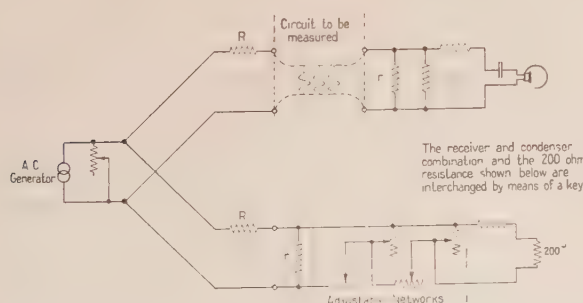 Circuit to be
measured
R
r
A.C.
Generator
The receiver and condenser
combination and the 200 ohm
resistance shown below are
interchanged by means of a key
R
r
200ω
Networks